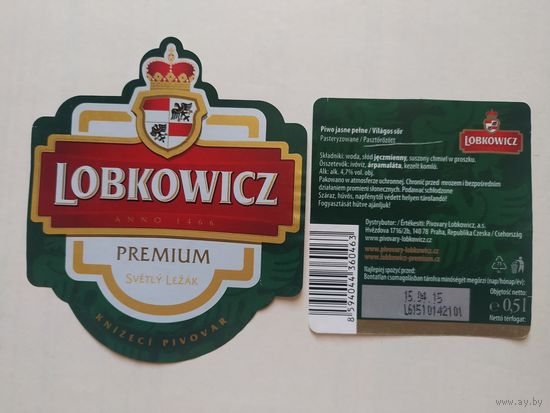 LOBKOWICZ
ANNO 1466
PREMIUM
SVĚTLÝ LEŽÁK
KNÍŽECÍ PIVOVAR
LOBKOWICZ
Piwo jasne pełne / Világos sör
Pasteryzowane / Pasztőrözött
Składniki: woda, słód jęczmienny, suszony chmiel w proszku.
Összetevők: ivóvíz, árpamaláta, kezelt komló.
Alk: alk. 4,7% vol. obj.
Pakowano w atmosferze ochronnej. Chronić przed mrozem i bezpośrednim
działaniem promieni słonecznych. Podawać schłodzone.
Száraz, hűvös, napfénytől védett helyen tárolandó!
Fogyasztását hűtve ajánljuk!
Dystrybutor: / Értékesíti: Pivovary Lobkowicz, a.s.
Hvězdova 1716/2b, 140 78 Praha, Republika Czeska / Csehország
www.pivovary-lobkowicz.cz
www.lobkowicz-premium.cz
Najlepiej spożyć przed:
Bontatlan csomagolásban tárolva minőségét megőrzi (nap/hónap/év):
15.04.15
L61510142101
Objętość netto:
e 0,5 l
Nettó térfogat:
8 594044 360463
www.ay.by